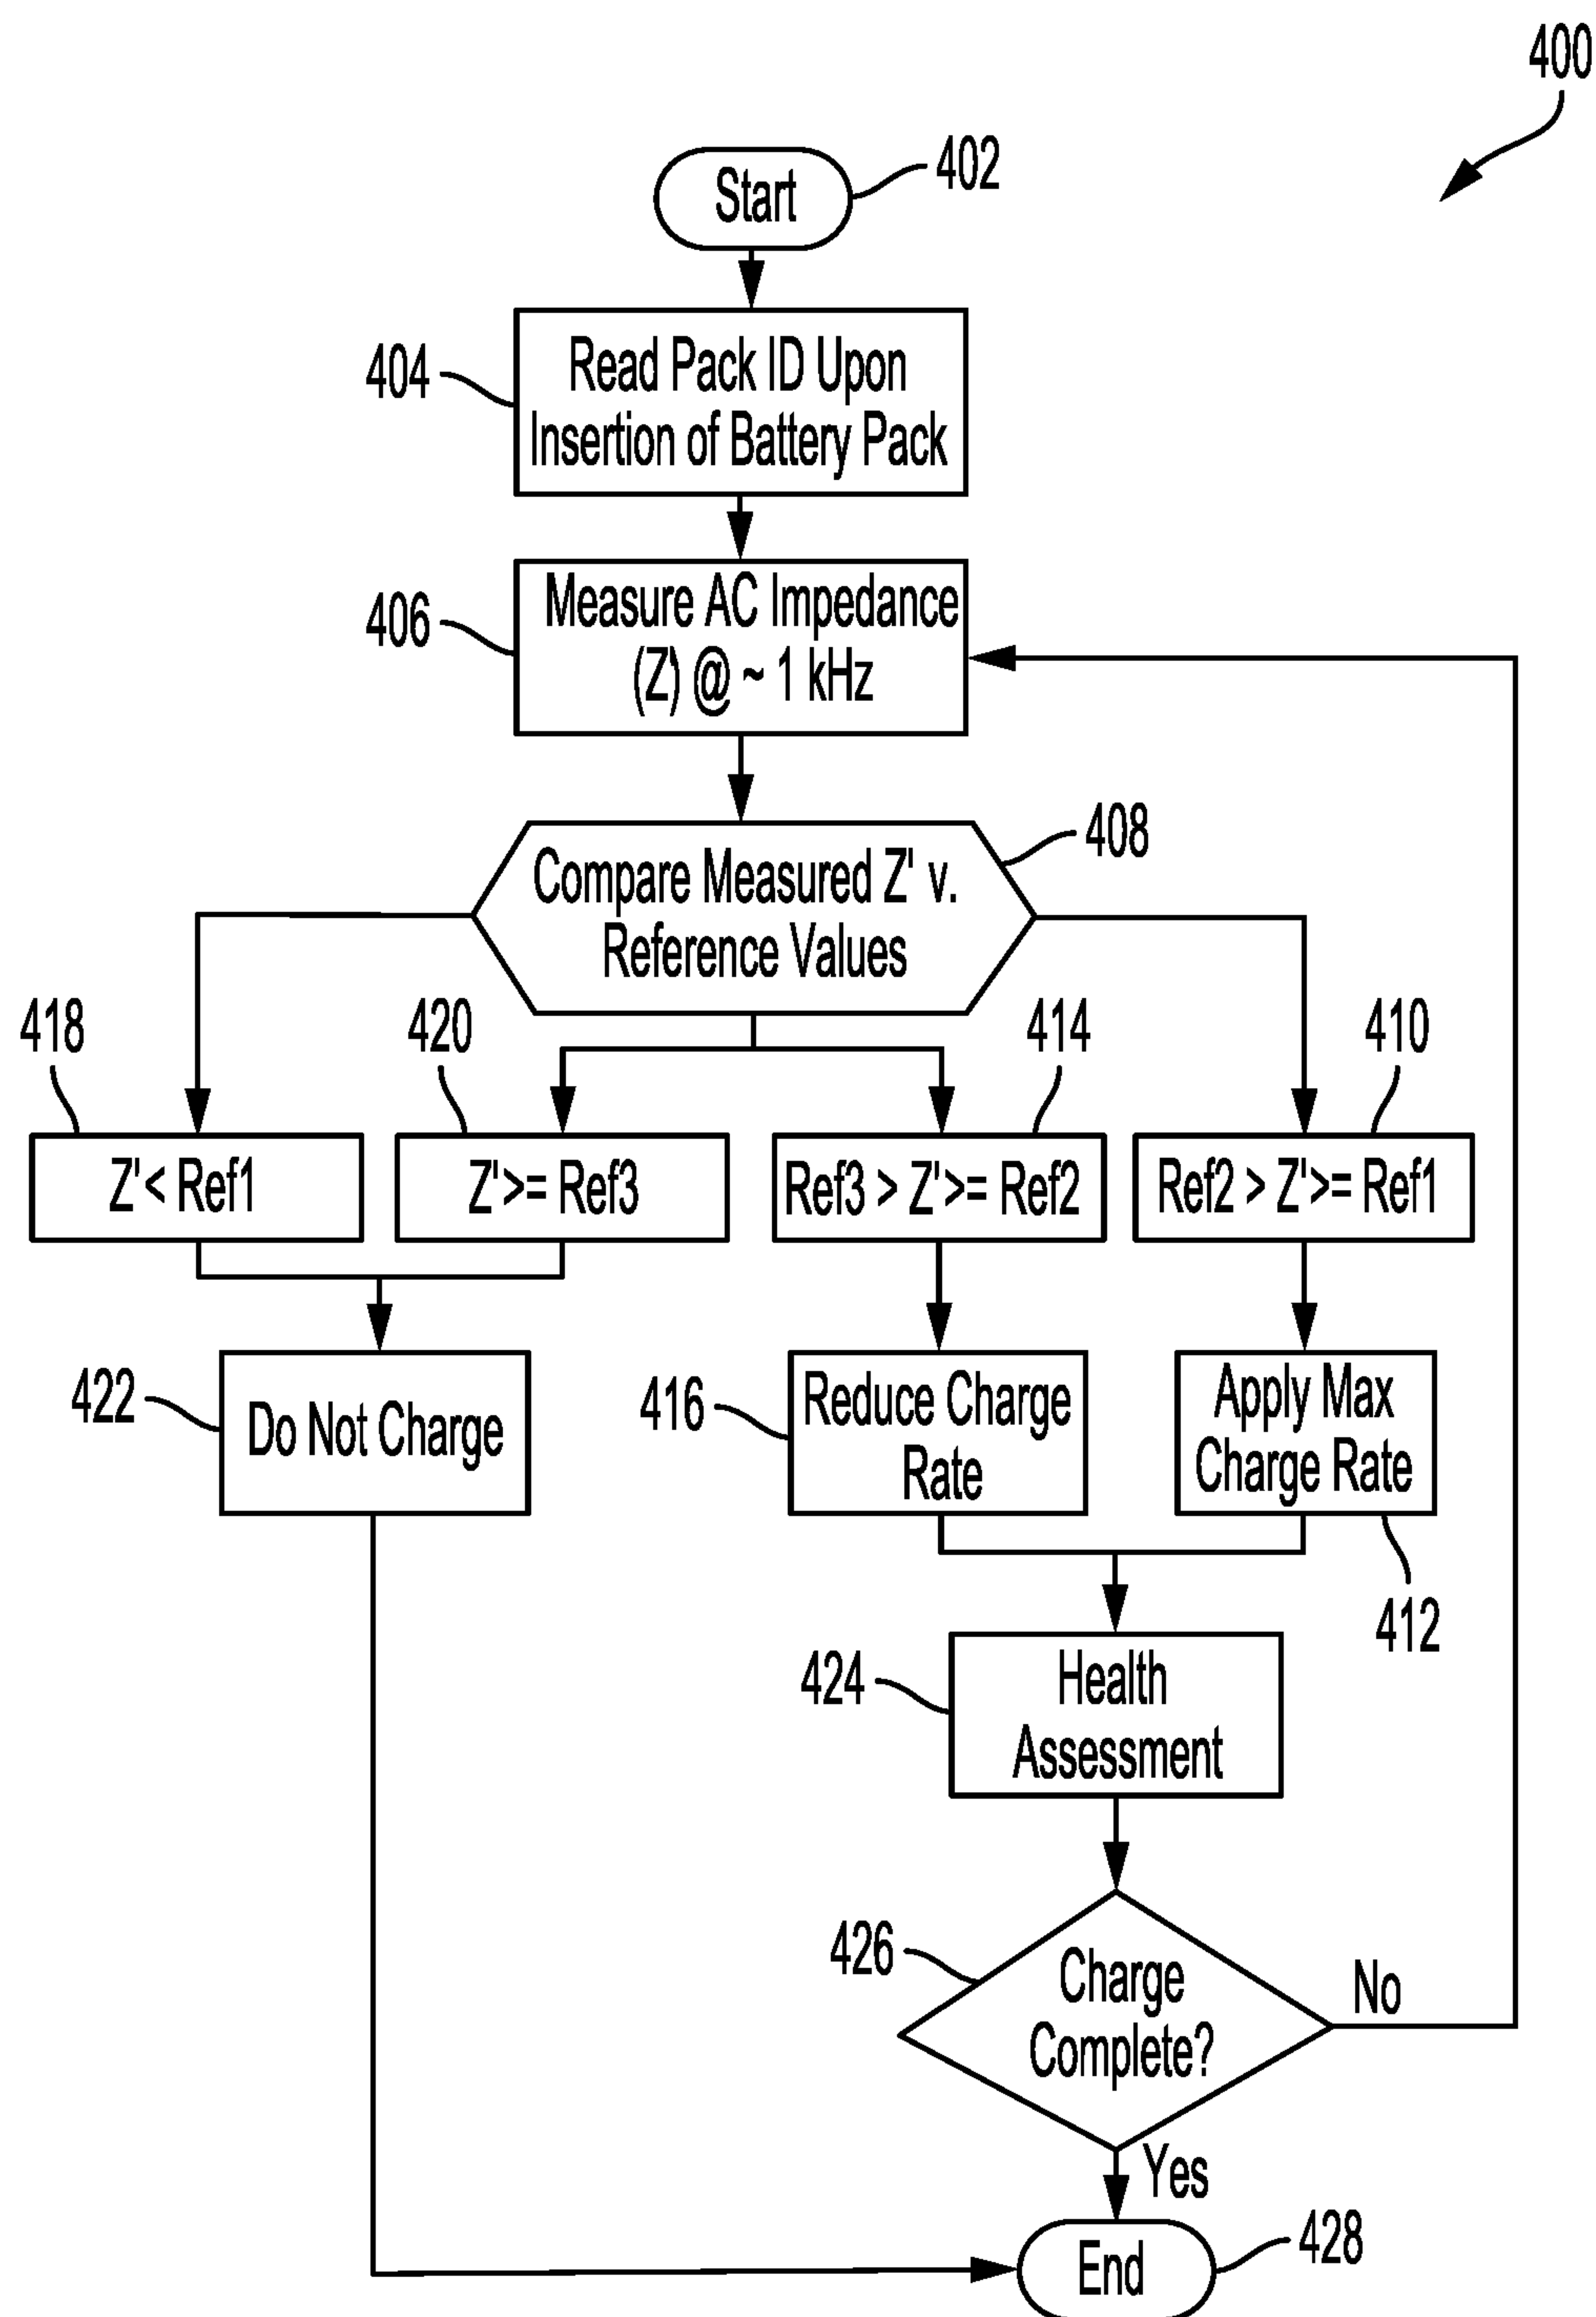 400
Start
402
404
Read Pack ID Upon
Insertion of Battery Pack
406
Measure AC Impedance
(Z') @ ~ 1 kHz
408
Compare Measured Z' v.
Reference Values
418
420
414
410
Z'< Ref1
Z'>= Ref3
Ref3 > Z'>= Ref2
Ref2 > Z'>= Ref1
422
Do Not Charge
416
Reduce Charge
Rate
Apply Max
Charge Rate
412
424
Health
Assessment
426
Charge
Complete?
No
Yes
End
428